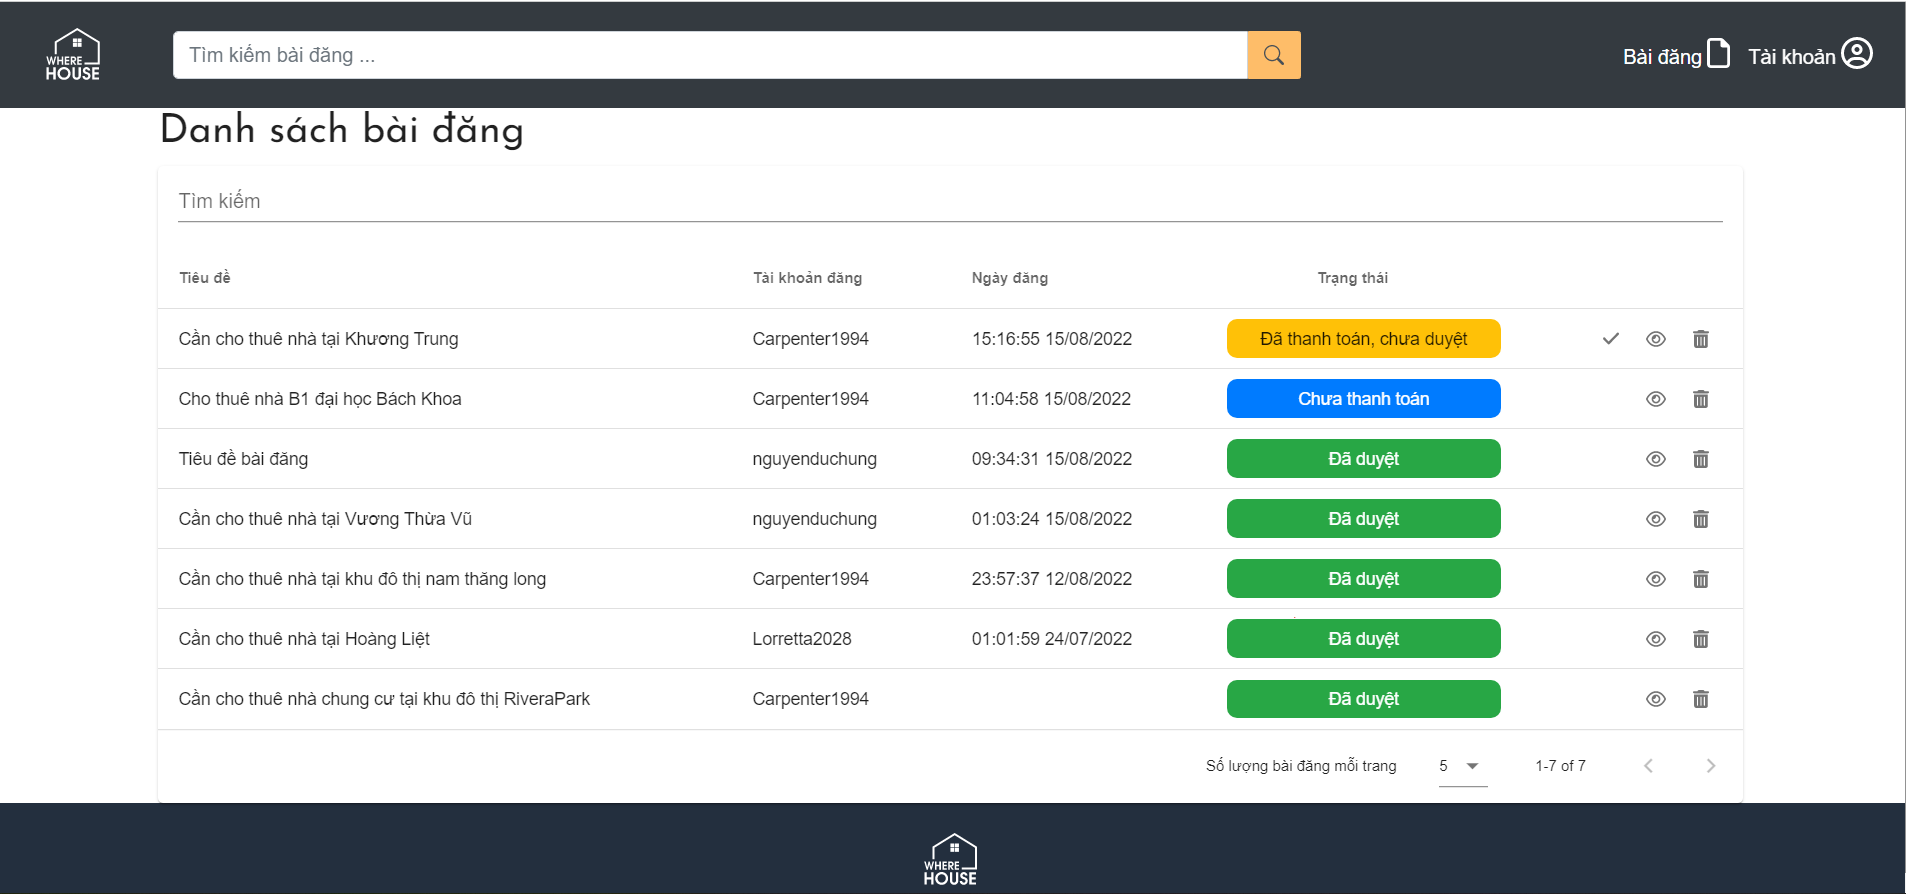 WHERE
HOUSE
Tìm kiếm bài đăng ...
Bài đăng
Tài khoản
Danh sách bài đăng
Tìm kiếm
Tiêu đề Tài khoản đăng Ngày đăng Trạng thái
Cần cho thuê nhà tại Khương Trung Carpenter1994 15:16:55 15/08/2022 Đã thanh toán, chưa duyệt
Cho thuê nhà B1 đại học Bách Khoa Carpenter1994 11:04:58 15/08/2022 Chưa thanh toán
Tiêu đề bài đăng nguyenduchung 09:34:31 15/08/2022 Đã duyệt
Cần cho thuê nhà tại Vương Thừa Vũ nguyenduchung 01:03:24 15/08/2022 Đã duyệt
Cần cho thuê nhà tại khu đô thị nam thăng long Carpenter1994 23:57:37 12/08/2022 Đã duyệt
Cần cho thuê nhà tại Hoàng Liệt Lorretta2028 01:01:59 24/07/2022 Đã duyệt
Cần cho thuê nhà chung cư tại khu đô thị RiveraPark Carpenter1994 Đã duyệt
Số lượng bài đăng mỗi trang 5 1-7 of 7
WHERE
HOUSE